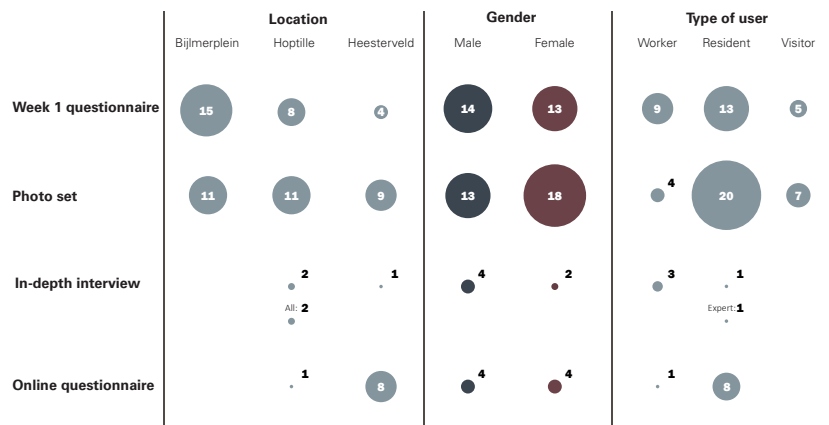 Location Gender Type of user
Bijlmerplein Hoptille Heesterveld Male Female Worker Resident Visitor
Week 1 questionnaire 15 8 4 14 13 9 13 5
Photo set 11 11 9 13 18 4 20 7
In-depth interview 2 1 4 2 3 1
All: 2 Expert: 1
Online questionnaire 1 8 4 4 1 8